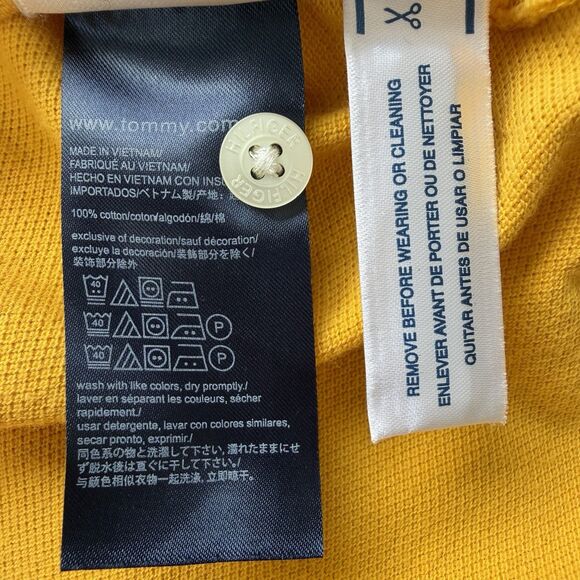 www.tommy.com
HILFIGER HILFIGER
MADE IN VIETNAM/
FABRIQUÉ AU VIETNAM/
HECHO EN VIETNAM CON
IMPORTADOS/ベトナム製/产地:
100% cotton/coton/algodón/綿/棉
exclusive of decoration/sauf décoration/
excluye la decoración/装飾部分を除く/
装饰部分除外
40
40 P
40 P
wash with like colors, dry promptly./
laver en séparant les couleurs, sécher
rapidement./
usar detergente, lavar con colores similares,
secar pronto, exprimir./
同色系の物と洗濯して下さい, 濡れたままにせ
ず脱水後は直ぐに干して下さい./
与颜色相似衣物一起洗涤, 立即晾干。
REMOVE BEFORE WEARING OR CLEANING
ENLEVER AVANT DE PORTER OU DE NETTOYER
QUITAR ANTES DE USAR O LIMPIAR